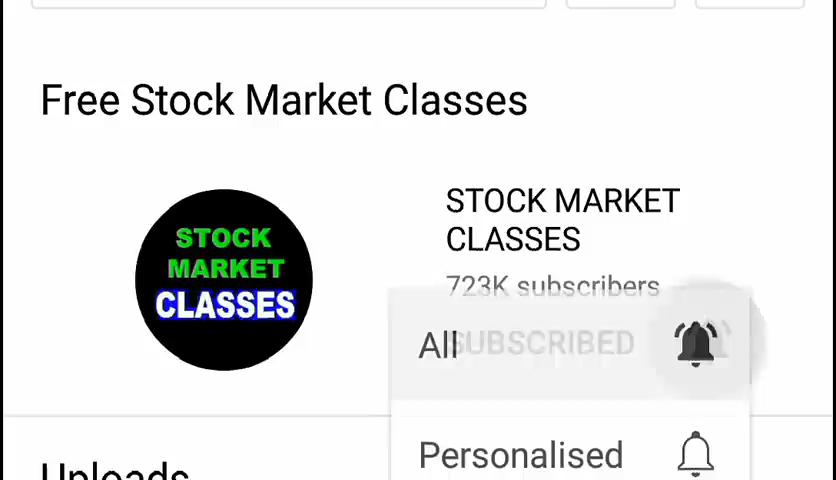 Free Stock Market Classes
STOCK
MARKET
CLASSES
STOCK MARKET
CLASSES
723K subscribers
SUBSCRIBED
All
Personalised
Uploads